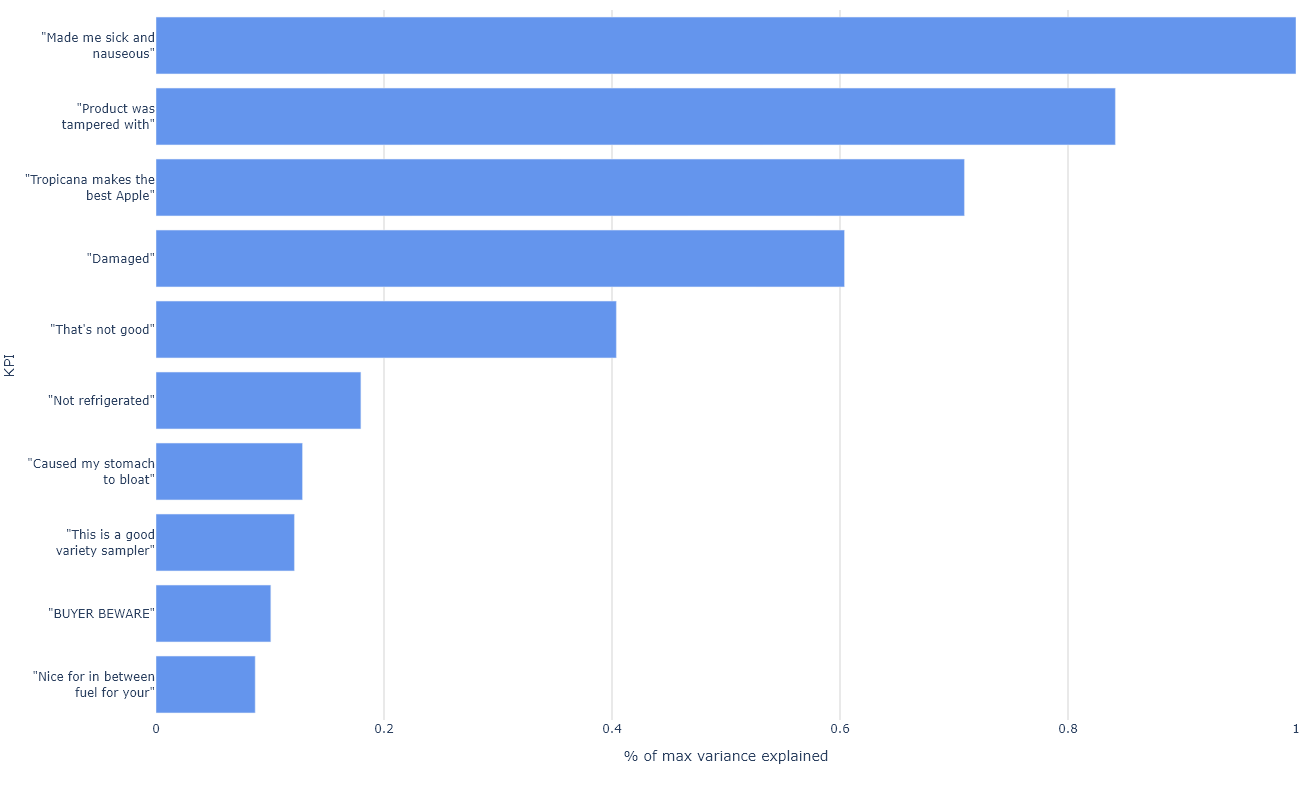 "Made me sick and
nauseous"
"Product was
tampered with"
"Tropicana makes the
best Apple"
"Damaged"
"That's not good"
KPI
"Not refrigerated"
"Caused my stomach
to bloat"
"This is a good
variety sampler"
"BUYER BEWARE"
"Nice for in between
fuel for your"
0 0.2 0.4 0.6 0.8 1
% of max variance explained